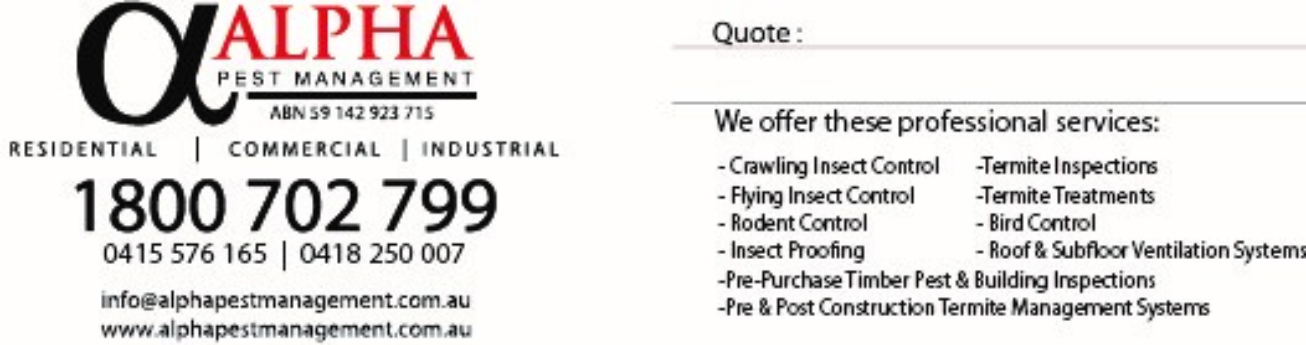 α ALPHA
PEST MANAGEMENT
ABN 59 142 923 715
RESIDENTIAL | COMMERCIAL | INDUSTRIAL
1800 702 799
0415 576 165 | 0418 250 007
info@alphapestmanagement.com.au
www.alphapestmanagement.com.au
Quote :
We offer these professional services:
- Crawling Insect Control -Termite Inspections
- Flying Insect Control -Termite Treatments
- Rodent Control - Bird Control
- Insect Proofing - Roof & Subfloor Ventilation Systems
-Pre-Purchase Timber Pest & Building Inspections
-Pre & Post Construction Termite Management Systems